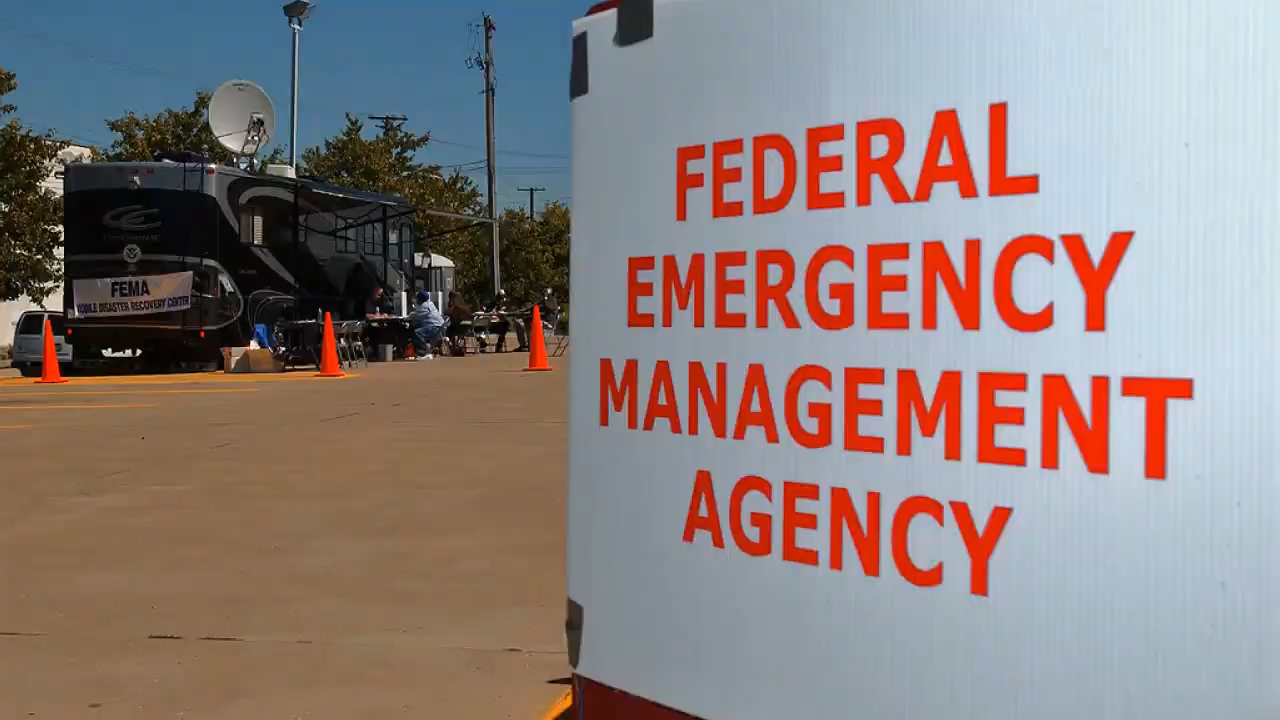 FEDERAL
EMERGENCY
MANAGEMENT
AGENCY
FEMA
MOBILE DISASTER RECOVERY CENTER